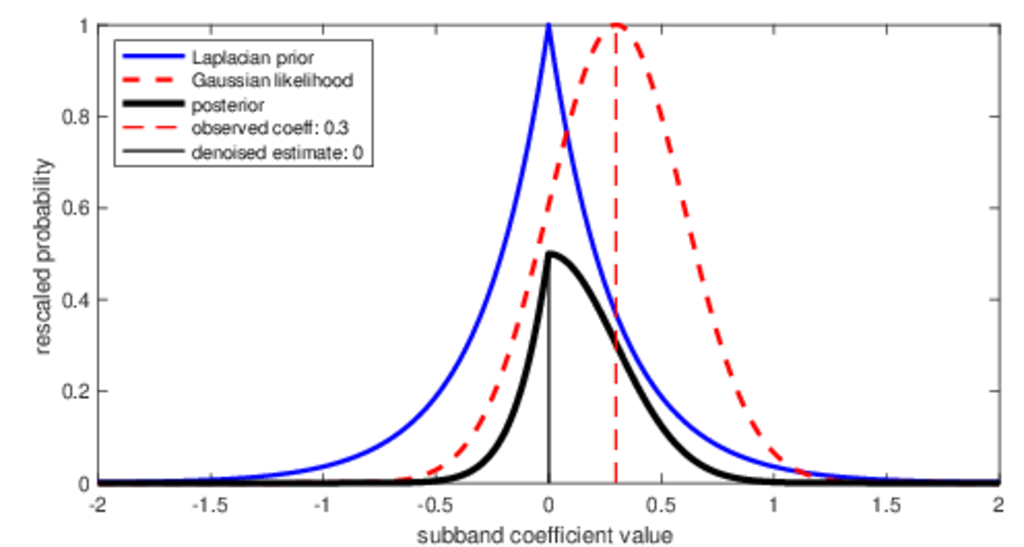 1
0.8
0.6
0.4
0.2
0
rescaled probability
Laplacian prior
Gaussian likelihood
posterior
observed coeff: 0.3
denoised estimate: 0
-2 -1.5 -1 -0.5 0 0.5 1 1.5 2
subband coefficient value